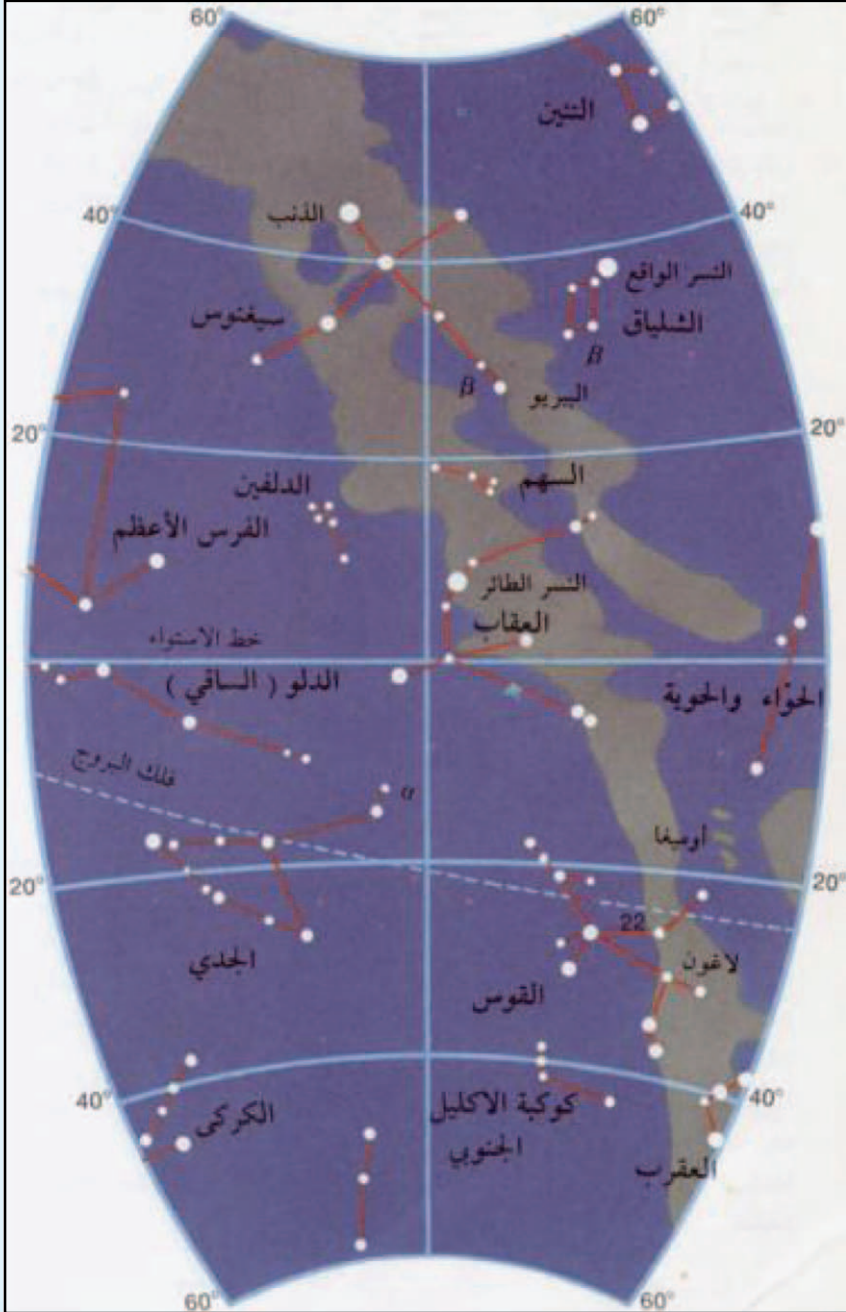 60° 60°
التنين
40° 40°
الذنب
النسر الواقع
سيغنوس
الشلياق
β
β
البيريو
20° 20°
السهم
الدلفين
الفرس الأعظم
النسر الطائر
العقاب
خط الاستواء
الدلو ( الساقي )
الحوّاء والحوية
فلك البروج
α
أوميغا
20° 20°
22
لاغون
الجدي
القوس
40° 40°
الكركى
كوكبة الاكليل
الجنوبي
العقرب
60° 60°